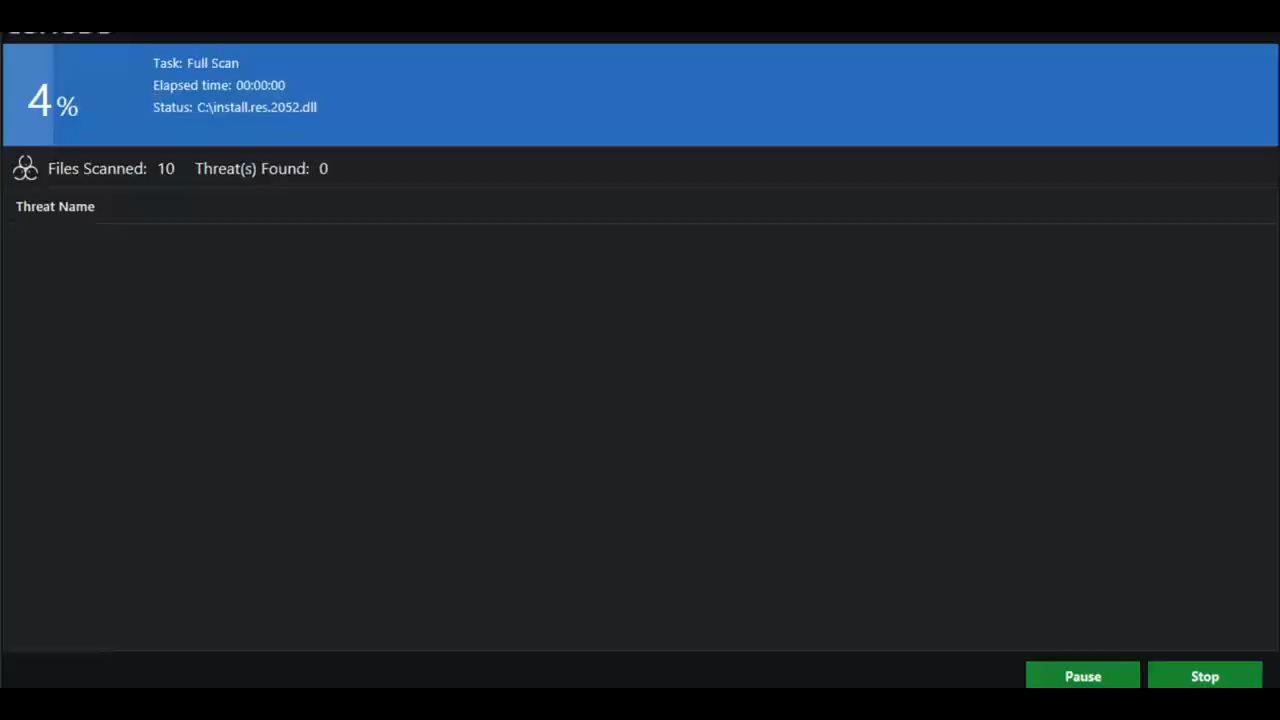 4%
Task: Full Scan
Elapsed time: 00:00:00
Status: C:\install.res.2052.dll
Files Scanned: 10 Threat(s) Found: 0
Threat Name
Pause Stop